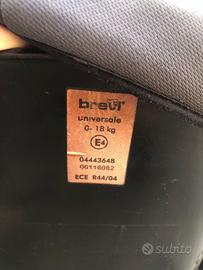 brevi
universale
0-18 kg
E4
04443648
00116082
ECE R44/04
subito